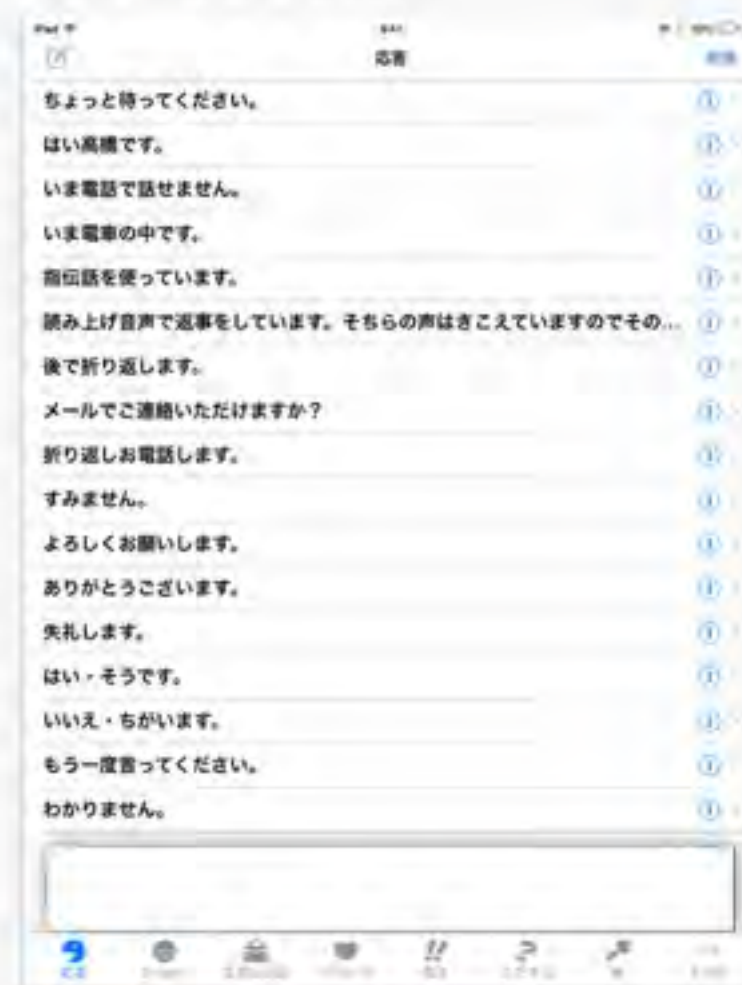 iPad
応答
ちょっと待ってください。
はい高橋です。
いま電話で話せません。
いま電車の中です。
指伝話を使っています。
読み上げ音声で返事をしています。そちらの声はきこえていますのでその...
後で折り返します。
メールでご連絡いただけますか？
折り返しお電話します。
すみません。
よろしくお願いします。
ありがとうございます。
失礼します。
はい・そうです。
いいえ・ちがいます。
もう一度言ってください。
わかりません。